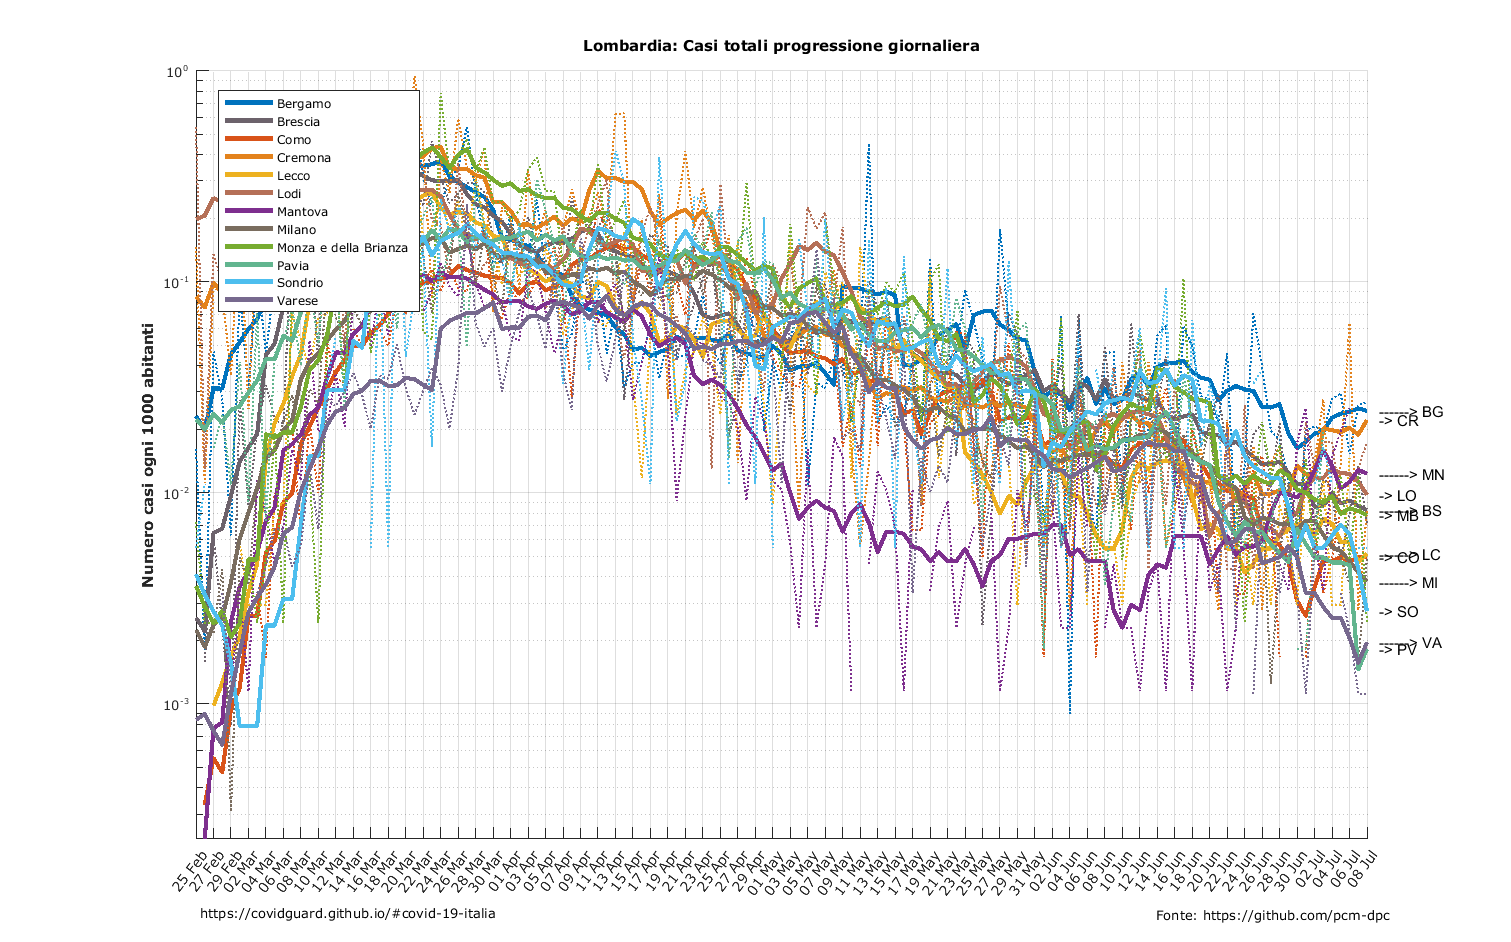 Lombardia: Casi totali progressione giornaliera
Numero casi ogni 1000 abitanti
10^0
10^-1
10^-2
10^-3
Bergamo
Brescia
Como
Cremona
Lecco
Lodi
Mantova
Milano
Monza e della Brianza
Pavia
Sondrio
Varese
------> BG
-> CR
------> MN
-> LO
------> BS
-> MB
------> LC
-> CO
------> MI
-> SO
------> VA
-> PV
25 Feb
27 Feb
29 Feb
02 Mar
04 Mar
06 Mar
08 Mar
10 Mar
12 Mar
14 Mar
16 Mar
18 Mar
20 Mar
22 Mar
24 Mar
26 Mar
28 Mar
30 Mar
01 Apr
03 Apr
05 Apr
07 Apr
09 Apr
11 Apr
13 Apr
15 Apr
17 Apr
19 Apr
21 Apr
23 Apr
25 Apr
27 Apr
29 Apr
01 May
03 May
05 May
07 May
09 May
11 May
13 May
15 May
17 May
19 May
21 May
23 May
25 May
27 May
29 May
31 May
02 Jun
04 Jun
06 Jun
08 Jun
10 Jun
12 Jun
14 Jun
16 Jun
18 Jun
20 Jun
22 Jun
24 Jun
26 Jun
28 Jun
30 Jun
02 Jul
04 Jul
06 Jul
08 Jul
https://covidguard.github.io/#covid-19-italia
Fonte: https://github.com/pcm-dpc